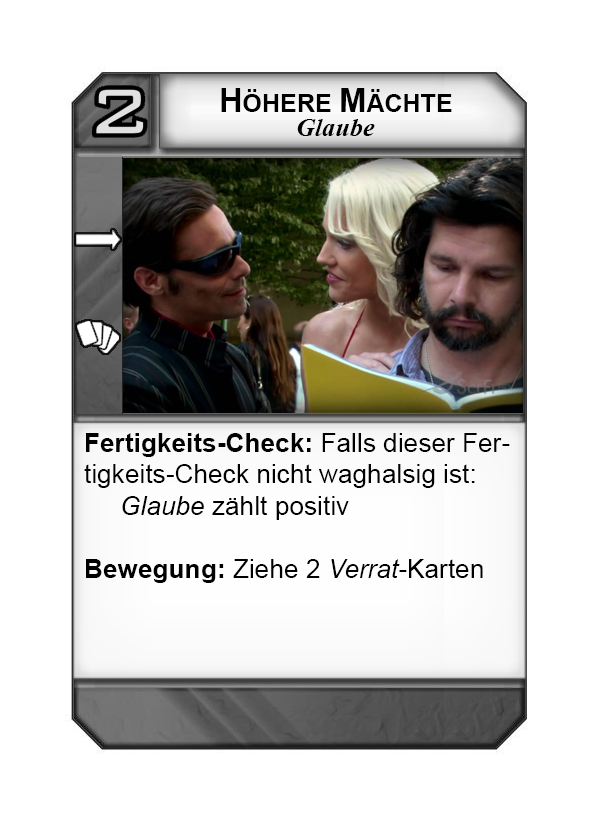 2
HÖHERE MÄCHTE
Glaube
Fertigkeits-Check: Falls dieser Fer-
tigkeits-Check nicht waghalsig ist:
Glaube zählt positiv
Bewegung: Ziehe 2 Verrat-Karten